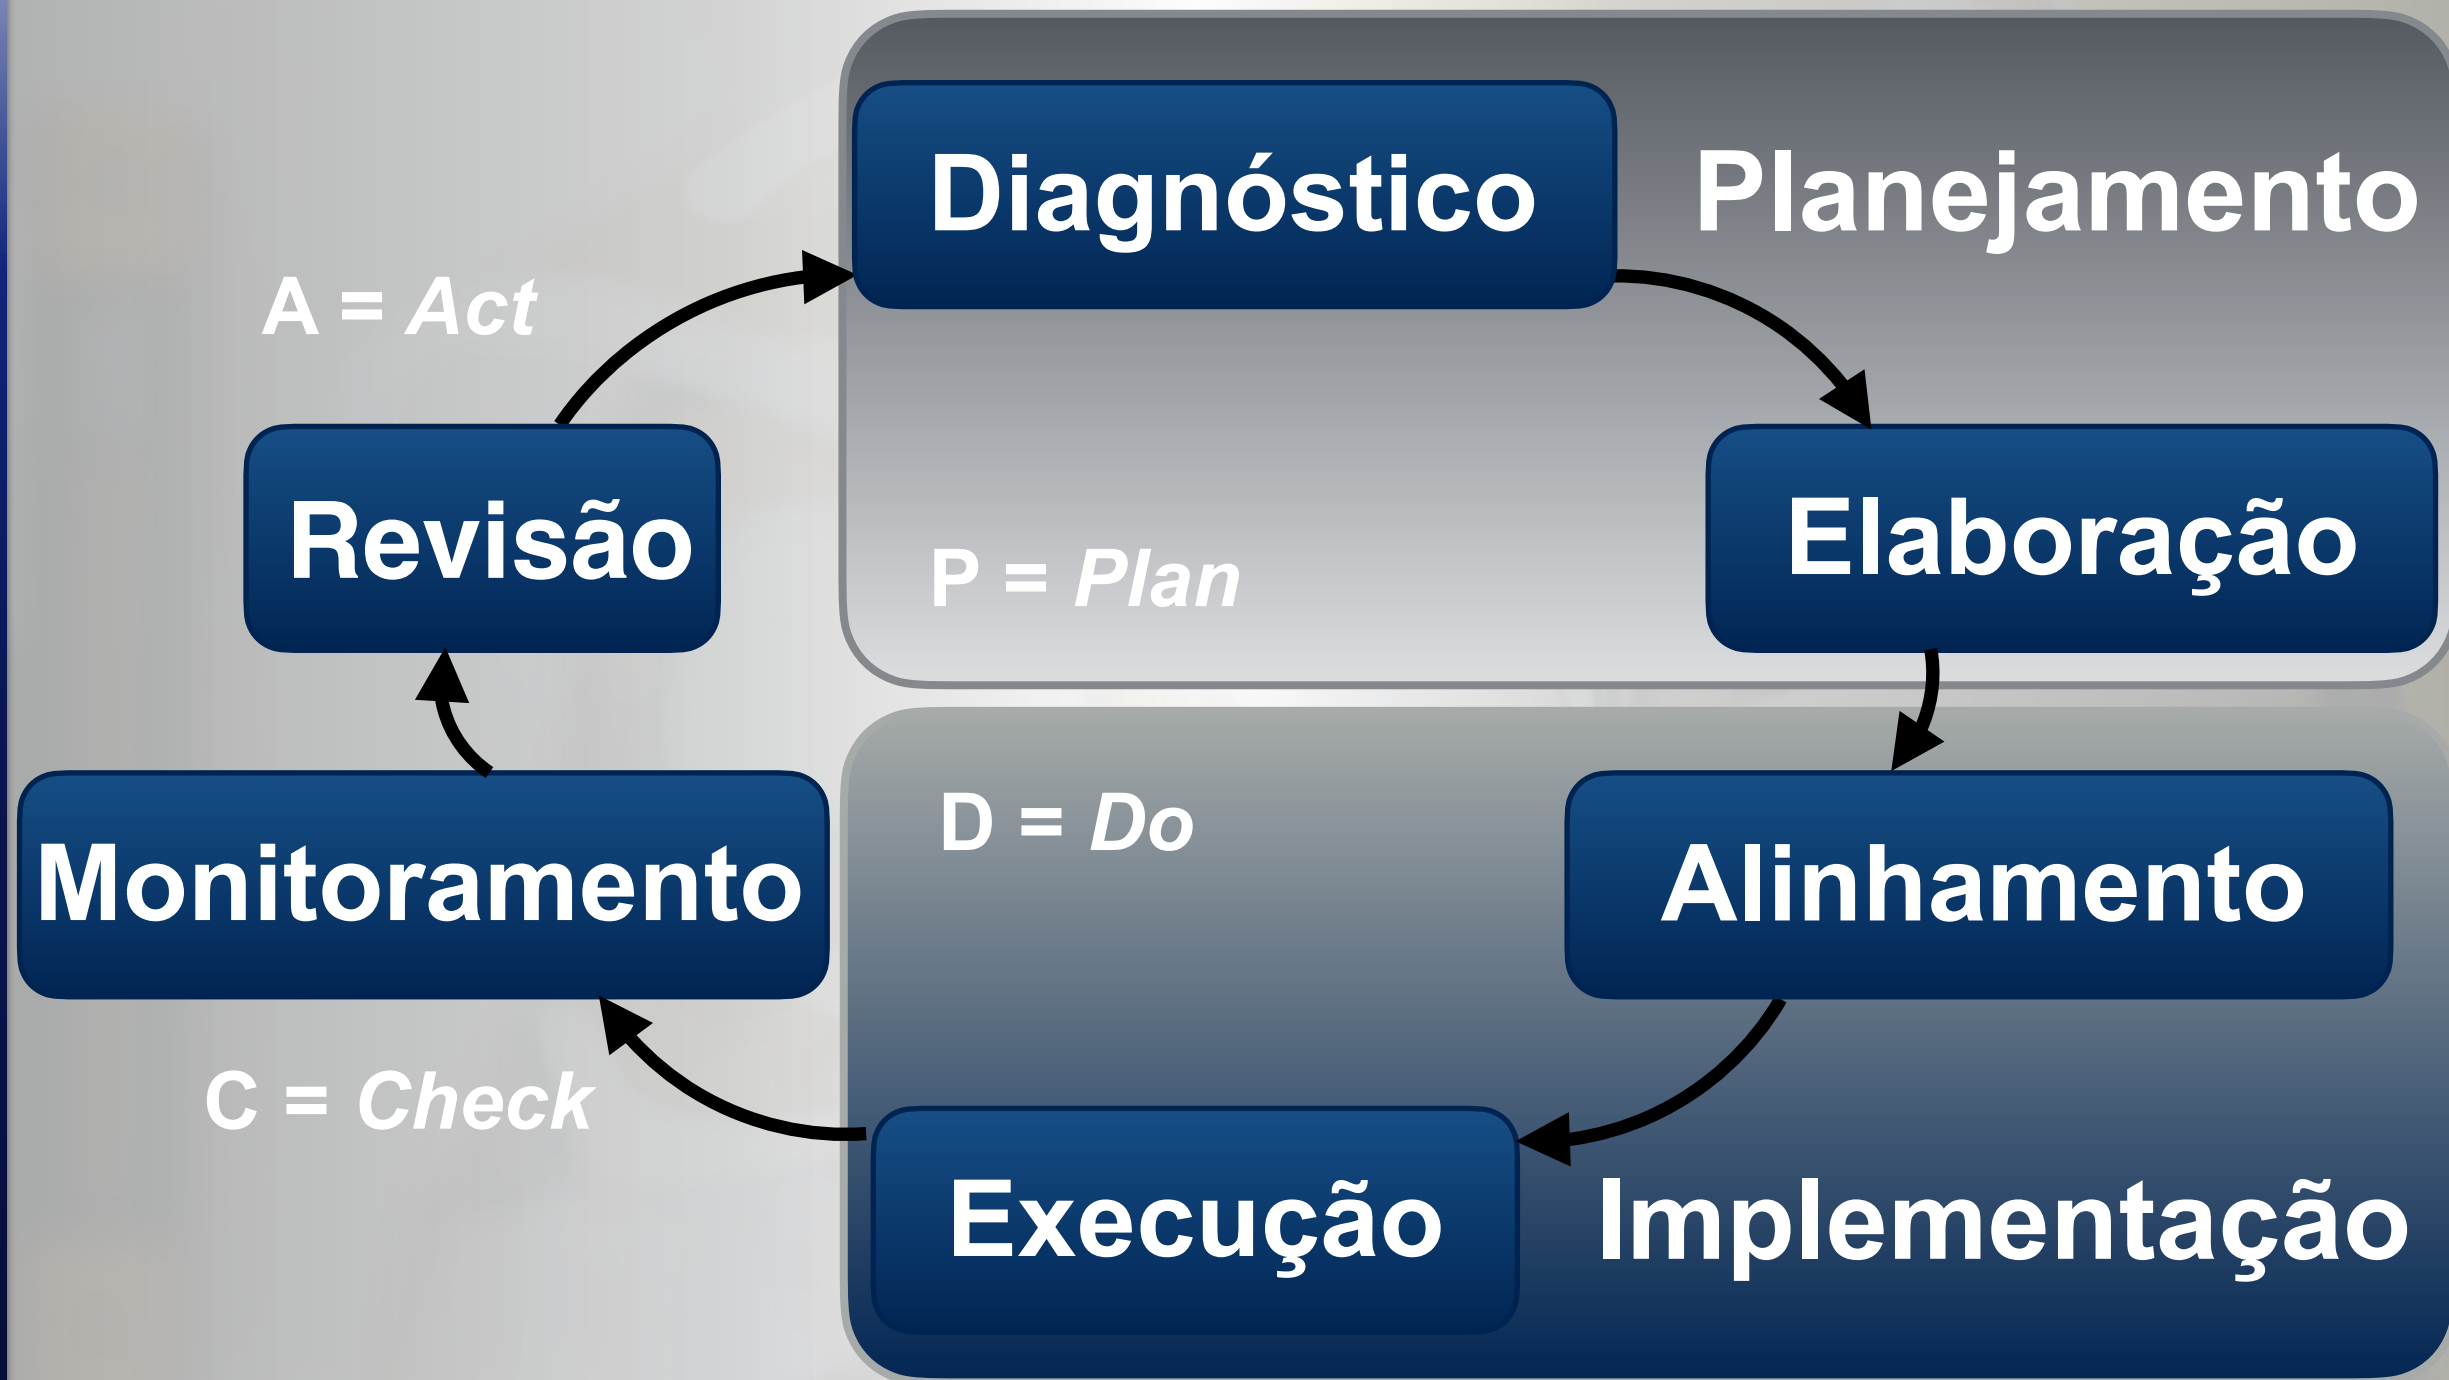 Diagnóstico
Planejamento
A = Act
Revisão
Elaboração
P = Plan
D = Do
Monitoramento
Alinhamento
C = Check
Execução
Implementação